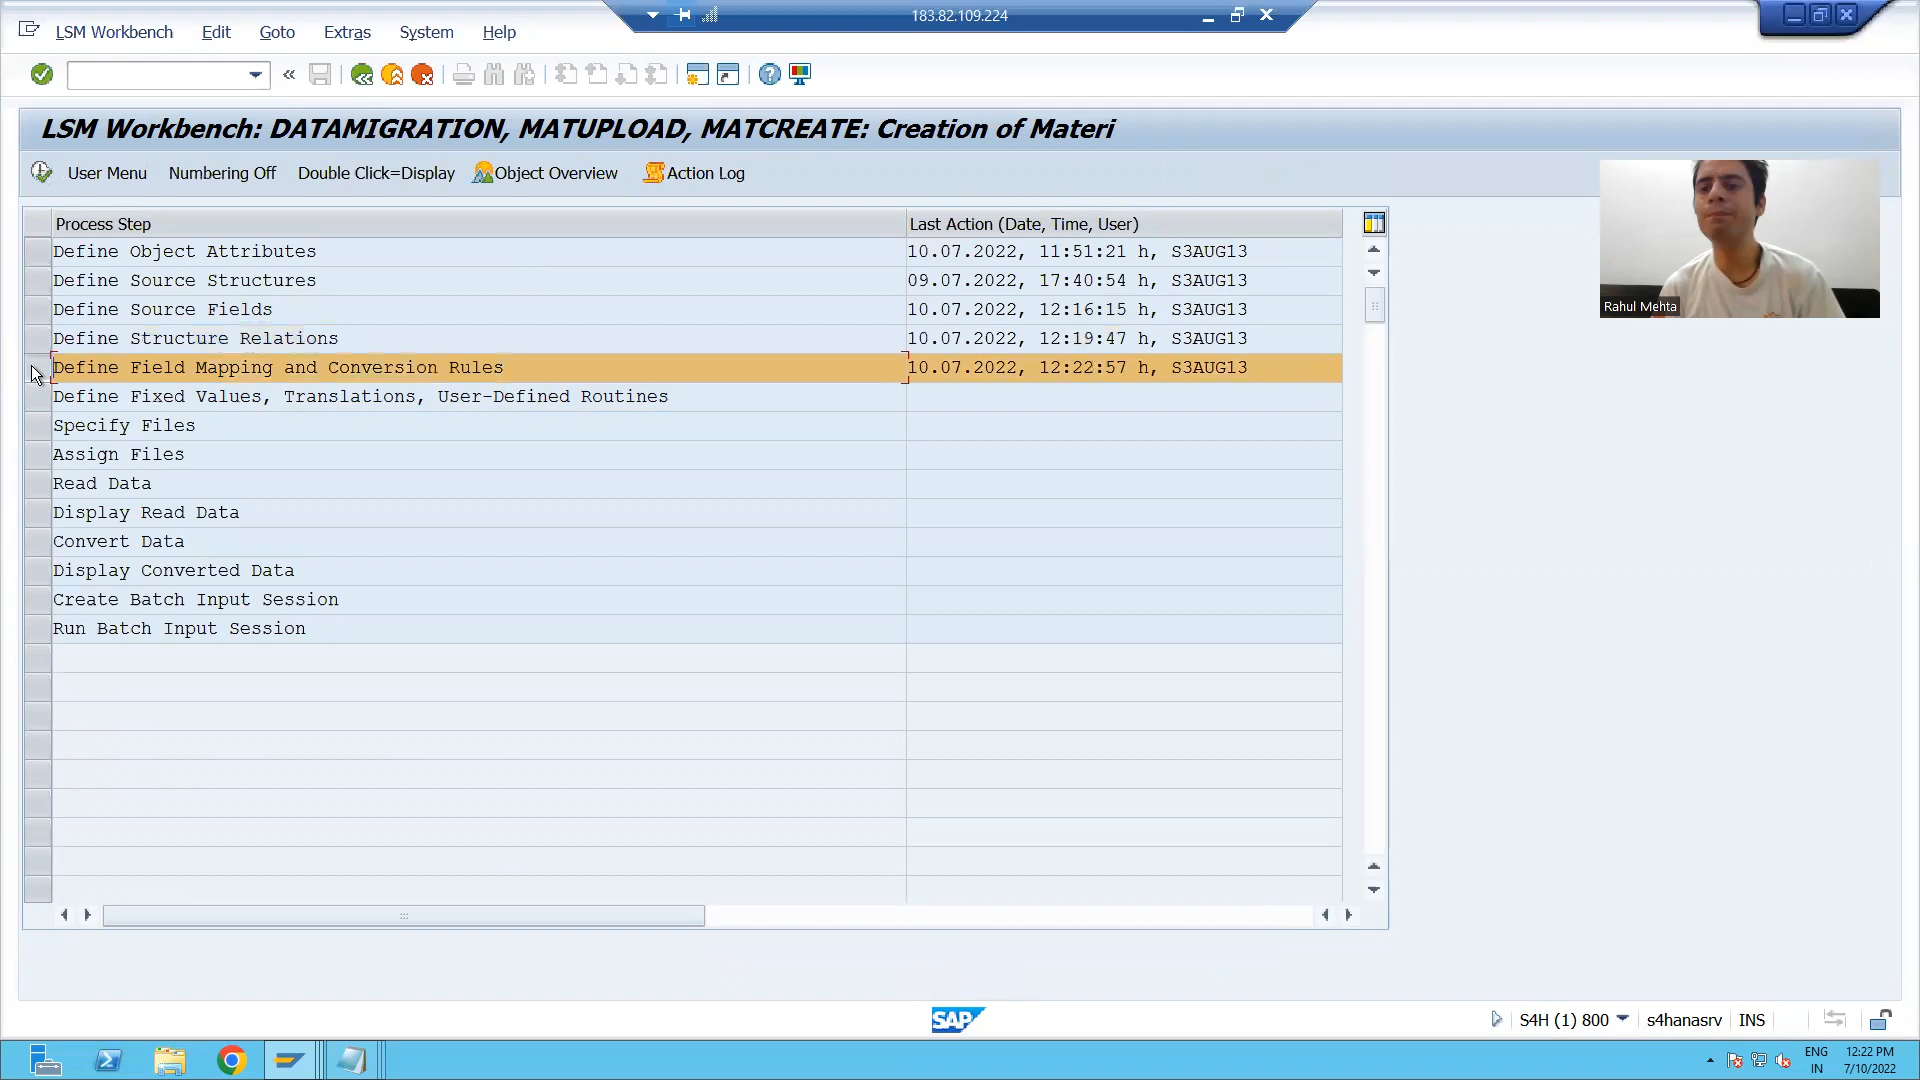 183.82.109.224
LSM Workbench Edit Goto Extras System Help
LSM Workbench: DATAMIGRATION, MATUPLOAD, MATCREATE: Creation of Materi
User Menu Numbering Off Double Click=Display Object Overview Action Log
Process Step Last Action (Date, Time, User)
Define Object Attributes 10.07.2022, 11:51:21 h, S3AUG13
Define Source Structures 09.07.2022, 17:40:54 h, S3AUG13
Define Source Fields 10.07.2022, 12:16:15 h, S3AUG13
Define Structure Relations 10.07.2022, 12:19:47 h, S3AUG13
Define Field Mapping and Conversion Rules 10.07.2022, 12:22:57 h, S3AUG13
Define Fixed Values, Translations, User-Defined Routines
Specify Files
Assign Files
Read Data
Display Read Data
Convert Data
Display Converted Data
Create Batch Input Session
Run Batch Input Session
Rahul Mehta
SAP
S4H (1) 800 s4hanasrv INS
ENG 12:22 PM
IN 7/10/2022